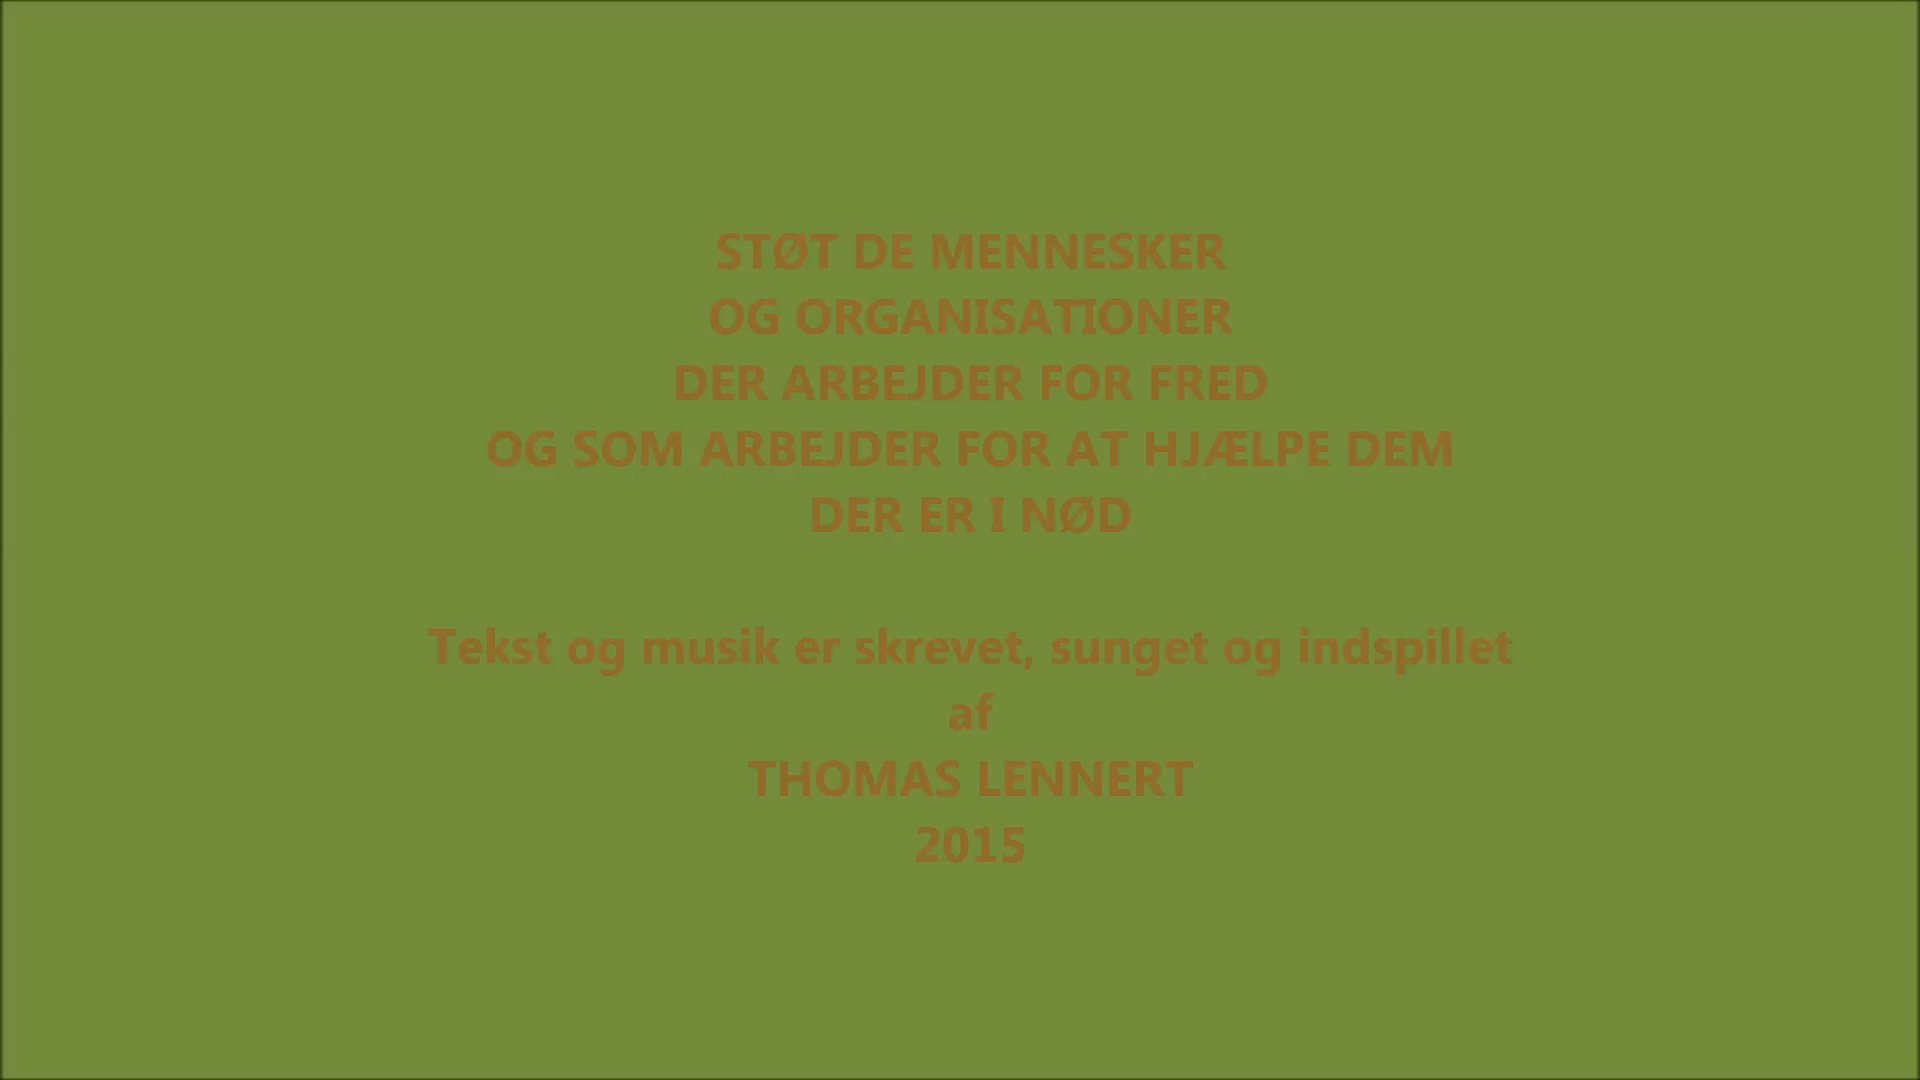 STØT DE MENNESKER
OG ORGANISATIONER
DER ARBEJDER FOR FRED
OG SOM ARBEJDER FOR AT HJÆLPE DEM
DER ER I NØD
Tekst og musik er skrevet, sunget og indspillet
af
THOMAS LENNERT
2015